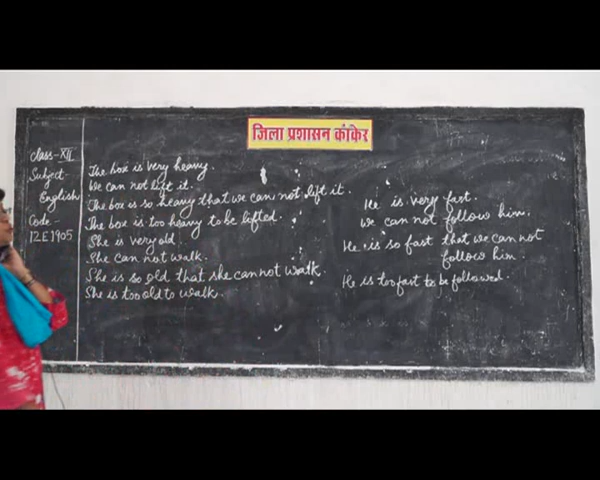 जिला प्रशासन कांकेर
Class-XII
Subject-
English
Code-
12E1905
The box is very heavy.
We can not lift it.
The box is so heavy that we can not lift it.
The box is too heavy to be lifted.
She is very old.
She can not walk.
She is so old that she cannot walk.
She is too old to walk.
He is very fast.
We can not follow him.
He is so fast that we can not
follow him.
He is too fast to be followed.